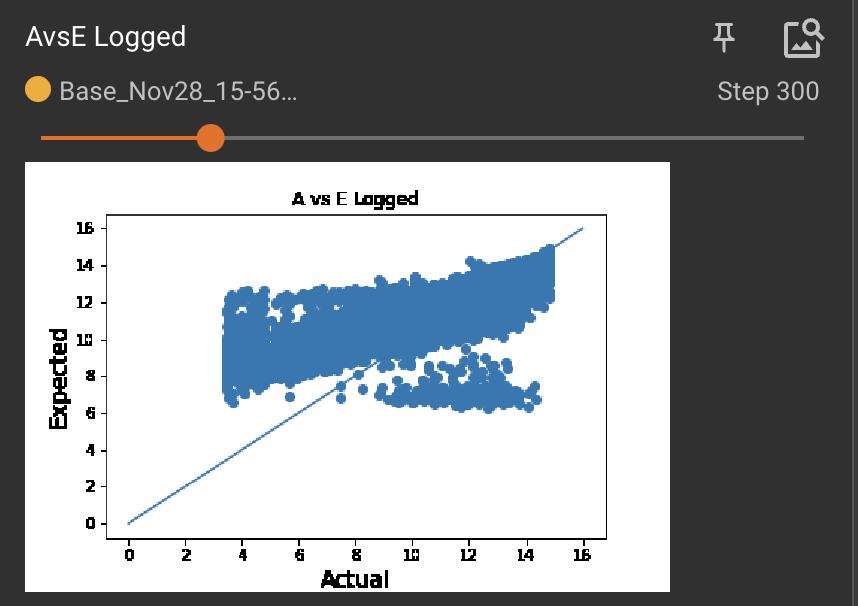 AvsE Logged
Base_Nov28_15-56...
Step 300
A vs E Logged
16
14
12
10
8
6
4
2
0
Expected
0 2 4 6 8 10 12 14 16
Actual